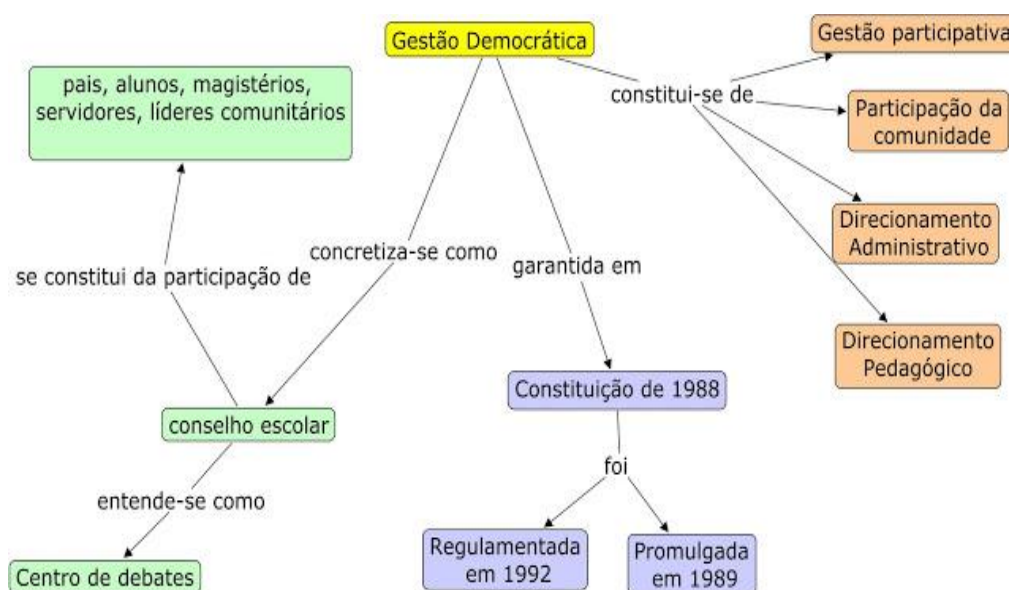 Gestão Democrática
Gestão participativa
pais, alunos, magistérios,
servidores, líderes comunitários
constitui-se de
Participação da
comunidade
Direcionamento
Administrativo
concretiza-se como
garantida em
se constitui da participação de
Direcionamento
Pedagógico
Constituição de 1988
conselho escolar
foi
entende-se como
Regulamentada
em 1992
Promulgada
em 1989
Centro de debates